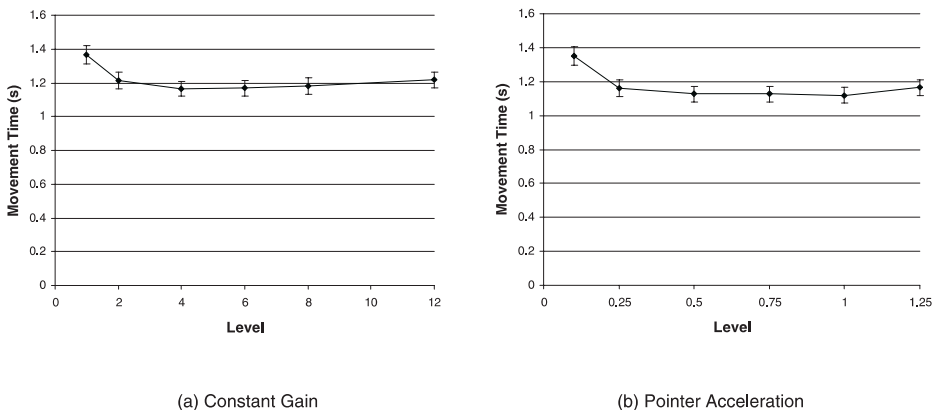 1.6
1.4
1.2
1
0.8
0.6
0.4
0.2
0
Movement Time (s)
0 2 4 6 8 10 12
Level
(a) Constant Gain
1.6
1.4
1.2
1
0.8
0.6
0.4
0.2
0
Movement Time (s)
0 0.25 0.5 0.75 1 1.25
Level
(b) Pointer Acceleration